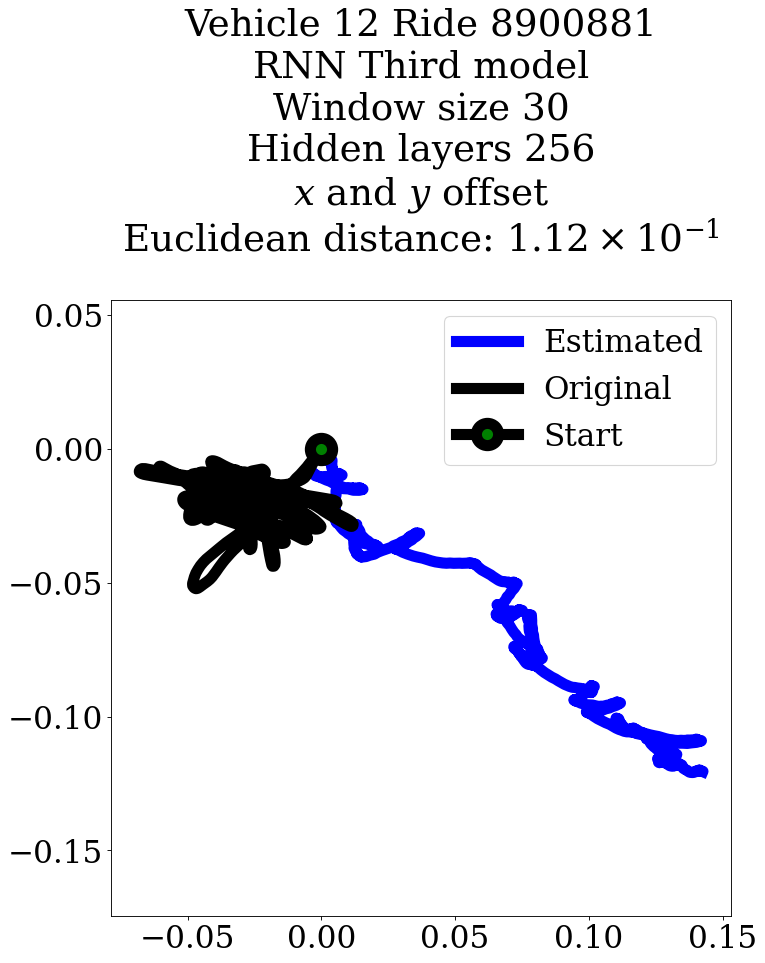 Vehicle 12 Ride 8900881
RNN Third model
Window size 30
Hidden layers 256
x and y offset
Euclidean distance: 1.12 × 10⁻¹
Estimated
Original
Start
0.05
0.00
−0.05
−0.10
−0.15
−0.05 0.00 0.05 0.10 0.15